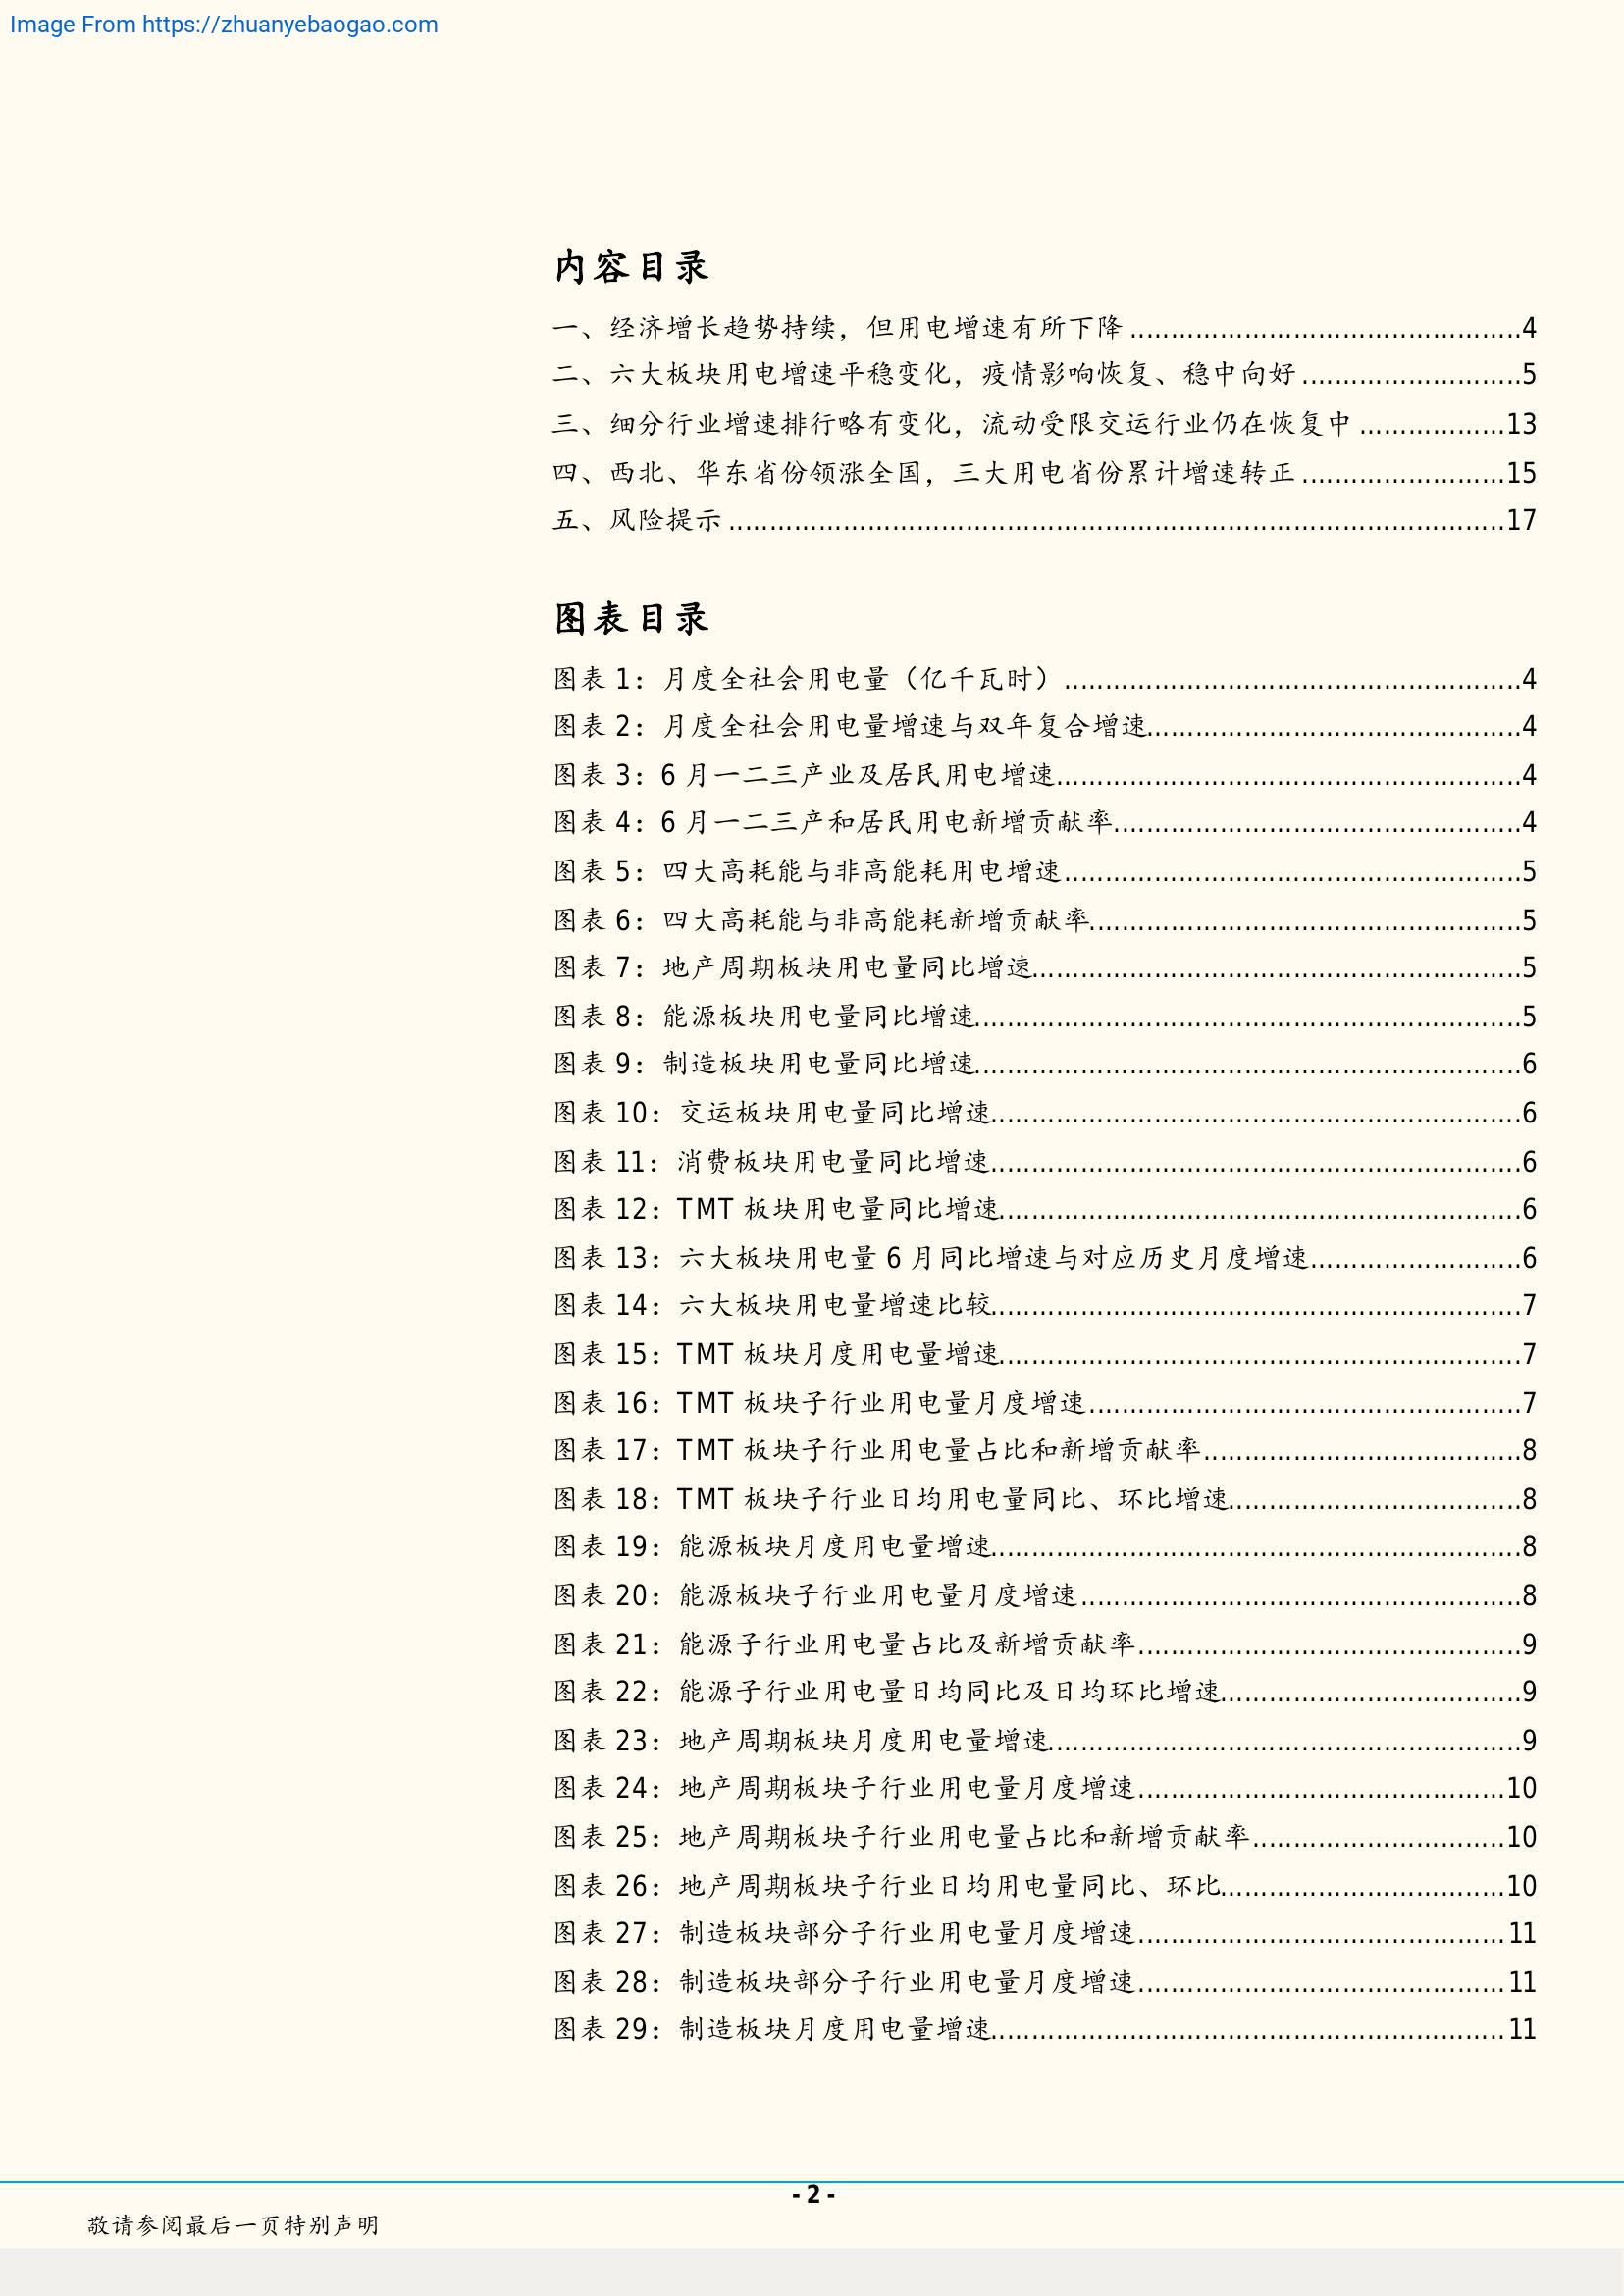 Image From https://zhuanyebaogao.com
内容目录
一、经济增长趋势持续，但用电增速有所下降................................................4
二、六大板块用电增速平稳变化，疫情影响恢复、稳中向好...........................5
三、细分行业增速排行略有变化，流动受限交运行业仍在恢复中..................13
四、西北、华东省份领涨全国，三大用电省份累计增速转正.........................15
五、风险提示...............................................................................................17
图表目录
图表 1：月度全社会用电量（亿千瓦时）........................................................4
图表 2：月度全社会用电量增速与双年复合增速..............................................4
图表 3：6 月一二三产业及居民用电增速.........................................................4
图表 4：6 月一二三产和居民用电新增贡献率..................................................4
图表 5：四大高耗能与非高能耗用电增速........................................................5
图表 6：四大高耗能与非高能耗新增贡献率.....................................................5
图表 7：地产周期板块用电量同比增速............................................................5
图表 8：能源板块用电量同比增速...................................................................5
图表 9：制造板块用电量同比增速...................................................................6
图表 10：交运板块用电量同比增速.................................................................6
图表 11：消费板块用电量同比增速.................................................................6
图表 12：TMT 板块用电量同比增速................................................................6
图表 13：六大板块用电量 6 月同比增速与对应历史月度增速..........................6
图表 14：六大板块用电量增速比较.................................................................7
图表 15：TMT 板块月度用电量增速................................................................7
图表 16：TMT 板块子行业用电量月度增速.....................................................7
图表 17：TMT 板块子行业用电量占比和新增贡献率.......................................8
图表 18：TMT 板块子行业日均用电量同比、环比增速....................................8
图表 19：能源板块月度用电量增速.................................................................8
图表 20：能源板块子行业用电量月度增速......................................................8
图表 21：能源子行业用电量占比及新增贡献率...............................................9
图表 22：能源子行业用电量日均同比及日均环比增速.....................................9
图表 23：地产周期板块月度用电量增速..........................................................9
图表 24：地产周期板块子行业用电量月度增速.............................................10
图表 25：地产周期板块子行业用电量占比和新增贡献率...............................10
图表 26：地产周期板块子行业日均用电量同比、环比...................................10
图表 27：制造板块部分子行业用电量月度增速.............................................11
图表 28：制造板块部分子行业用电量月度增速.............................................11
图表 29：制造板块月度用电量增速...............................................................11
- 2 -
敬请参阅最后一页特别声明